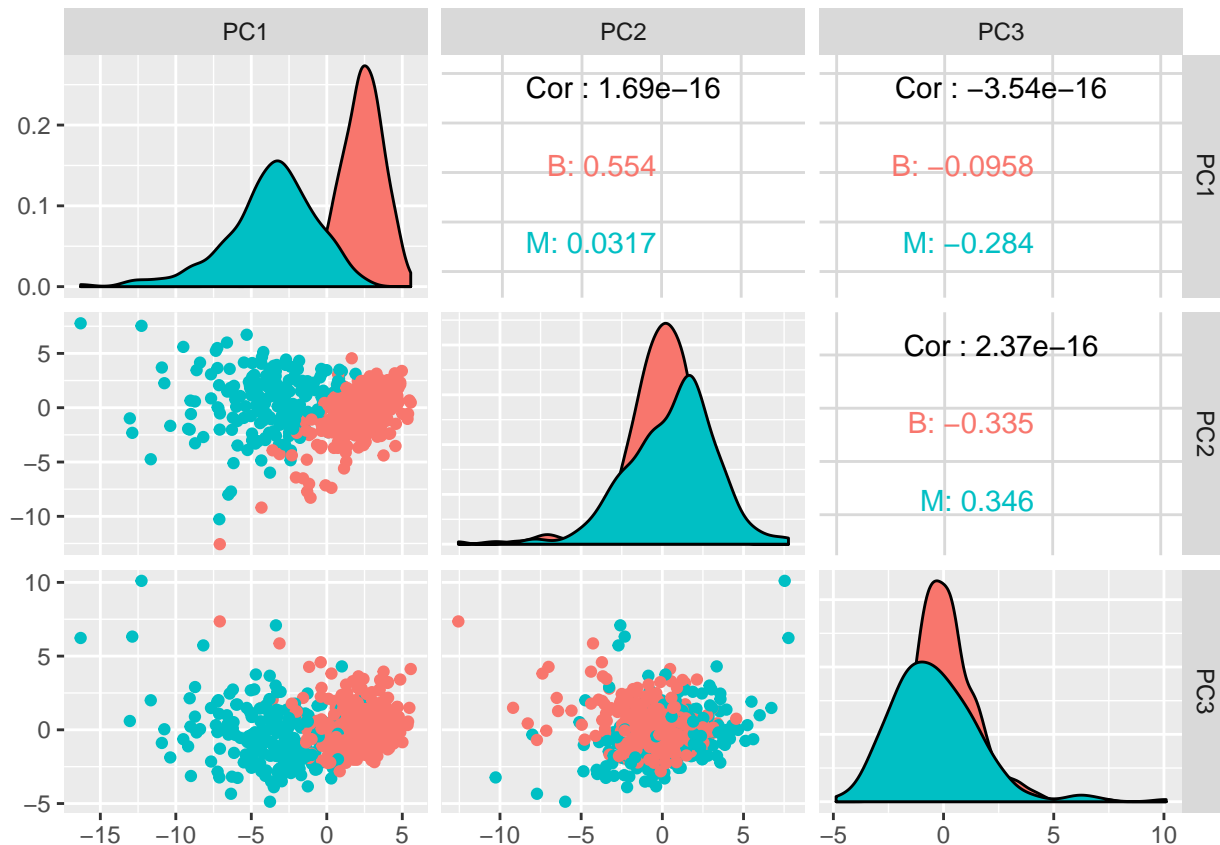 PC1 PC2 PC3
Cor : 1.69e−16
B: 0.554
M: 0.0317
Cor : −3.54e−16
B: −0.0958
M: −0.284
PC1
0.2
0.1
0.0
Cor : 2.37e−16
B: −0.335
M: 0.346
PC2
5
0
−5
−10
PC3
10
5
0
−5
−15 −10 −5 0 5
−10 −5 0 5
−5 0 5 10